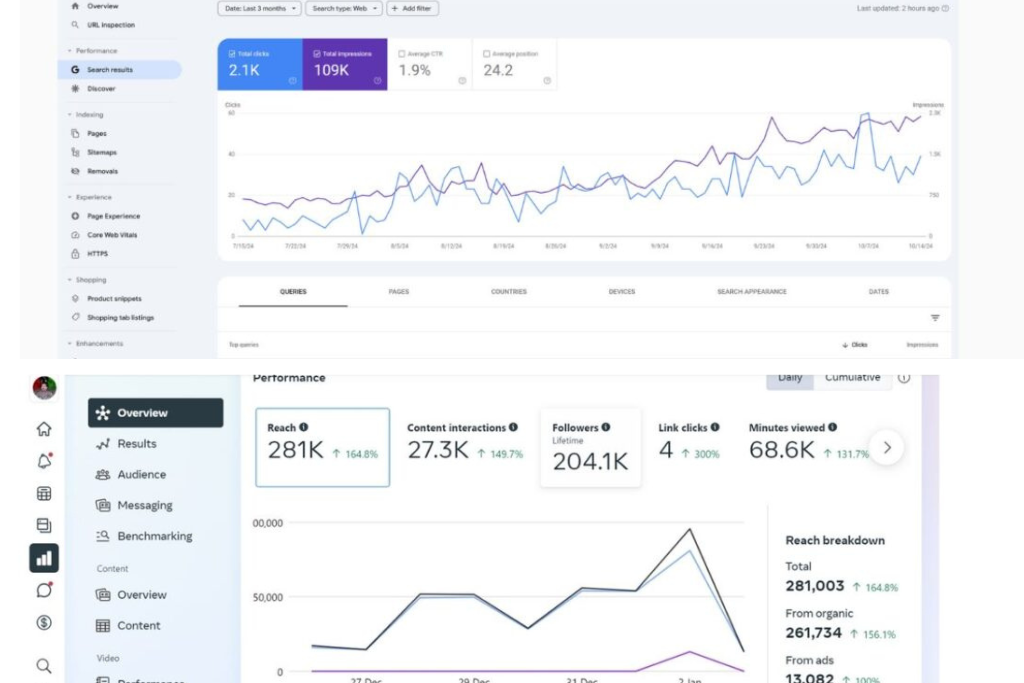 Overview
Date: Last 3 months
Search type: Web
+ Add filter
Last updated: 2 hours ago
URL inspection
Performance
Search results
Discover
Indexing
Pages
Sitemaps
Removals
Experience
Page Experience
Core Web Vitals
HTTPS
Shopping
Product snippets
Shopping tab listings
Enhancements
Total clicks
2.1K
Total impressions
109K
Average CTR
1.9%
Average position
24.2
Clicks
Impressions
60
40
20
0
750
0
7/15/24 7/22/24 7/29/24 8/5/24 8/12/24 8/19/24 8/26/24 9/2/24 9/9/24 9/16/24 9/23/24 9/30/24 10/7/24 10/14/24
QUERIES PAGES COUNTRIES DEVICES SEARCH APPEARANCE DATES
Top queries Clicks Impressions
Performance
Daily Cumulative
Overview
Results
Audience
Messaging
Benchmarking
Content
Overview
Content
Video
Performance
Reach
281K ↑ 164.8%
Content interactions
27.3K ↑ 149.7%
Followers
Lifetime
204.1K
Link clicks
4 ↑ 300%
Minutes viewed
68.6K ↑ 131.7%
00,000
50,000
0
27 Dec 29 Dec 31 Dec 2 Jan
Reach breakdown
Total
281,003 ↑ 164.8%
From organic
261,734 ↑ 156.1%
From ads
13,082 ↑ 100%